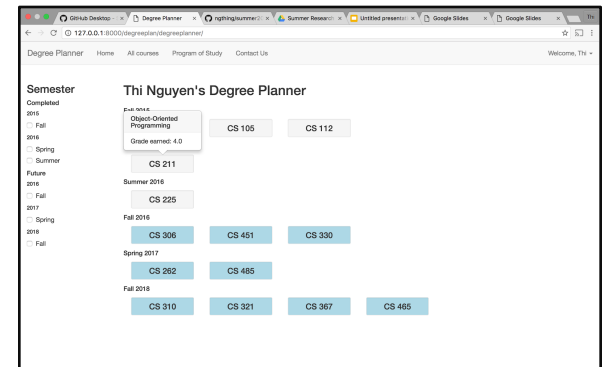 GitHub Desktop -
Degree Planner
ngthing/summer20
Summer Research
Untitled presentati
Google Slides
Google Slides
Thi
127.0.0.1:8000/degreeplan/degreeplanner/
Degree Planner Home All courses Program of Study Contact Us Welcome, Thi
Semester
Completed
2015
Fall
2016
Spring
Summer
Future
2016
Fall
2017
Spring
2018
Fall
Thi Nguyen's Degree Planner
Fall 2015
Object-Oriented
Programming
Grade earned: 4.0
CS 105 CS 112
CS 211
Summer 2016
CS 225
Fall 2016
CS 306 CS 451 CS 330
Spring 2017
CS 262 CS 485
Fall 2018
CS 310 CS 321 CS 367 CS 465